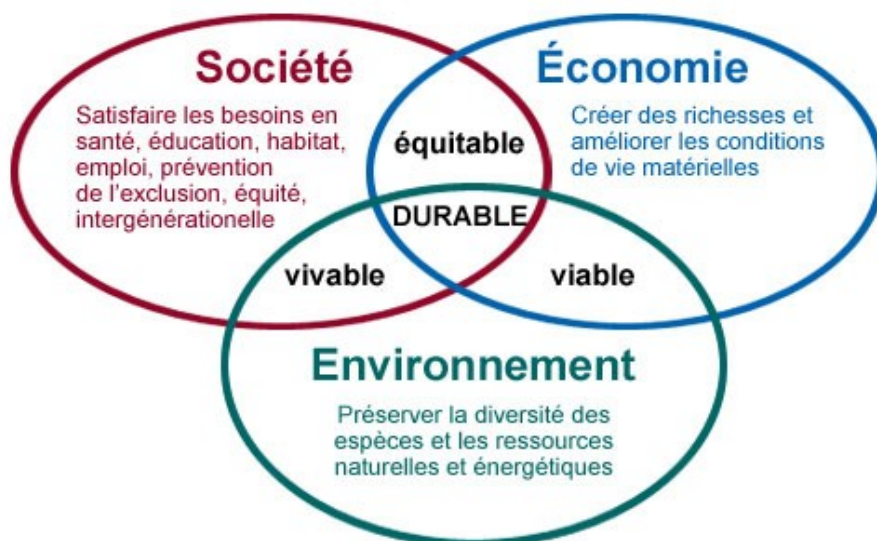 Société
Satisfaire les besoins en
santé, éducation, habitat,
emploi, prévention
de l'exclusion, équité,
intergénérationelle
Économie
Créer des richesses et
améliorer les conditions
de vie matérielles
équitable
DURABLE
vivable
viable
Environnement
Préserver la diversité des
espèces et les ressources
naturelles et énergétiques